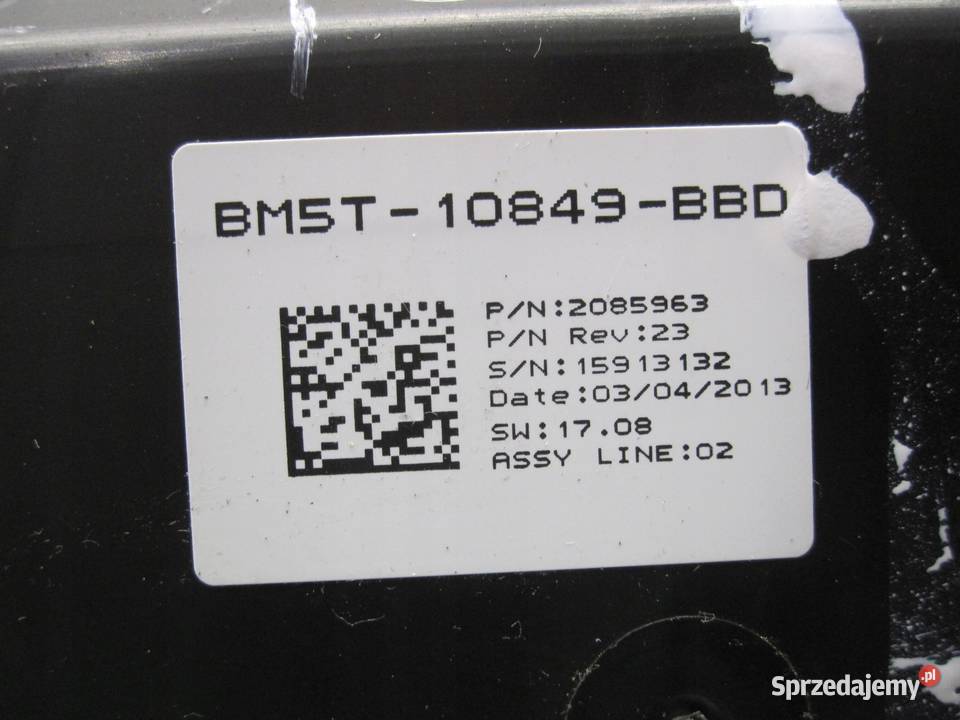 BM5T-10849-BBD
P/N:2085963
P/N Rev:23
S/N:15913132
Date:03/04/2013
SW:17.08
ASSY LINE:02
Sprzedajemy.pl